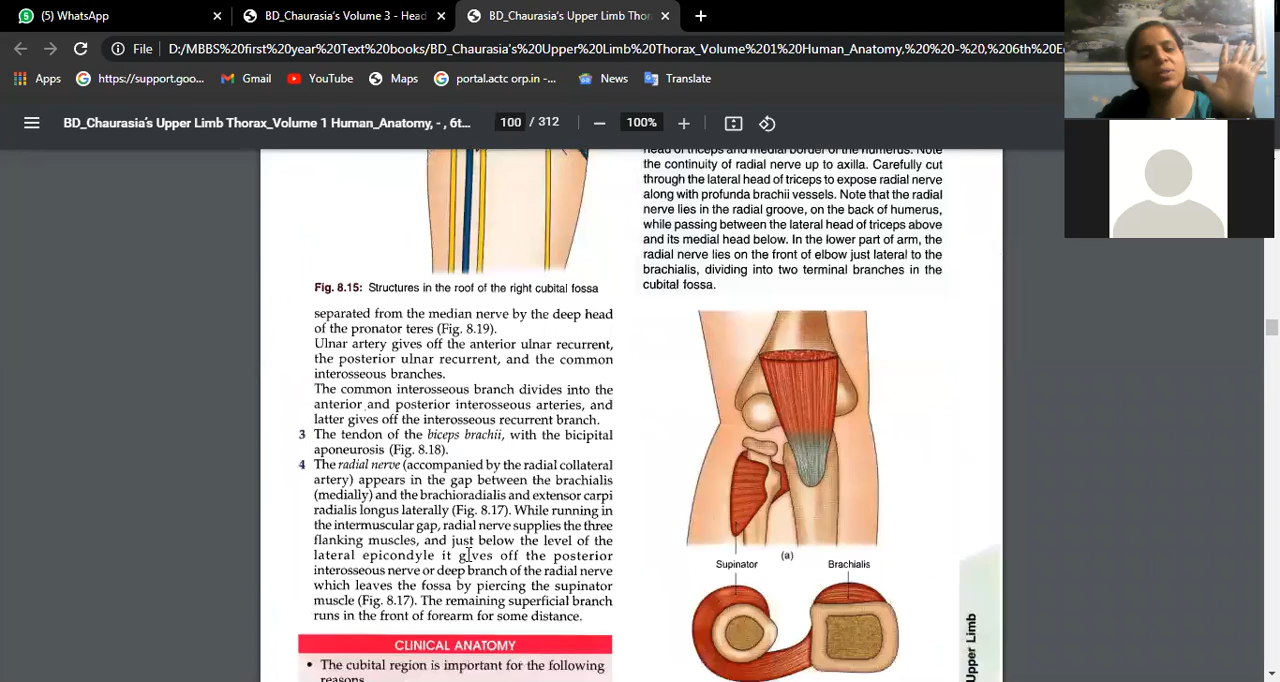 (5) WhatsApp
BD_Chaurasia's Volume 3 - Head
BD_Chaurasia's Upper Limb Thor
File
D:/MBBS%20first%20year%20Text%20books/BD_Chaurasia's%20Upper%20Limb%20Thorax_Volume%201%20Human_Anatomy,%20%20-%20,%206th%20E
Apps
https://support.goo...
Gmail
YouTube
Maps
portal.actc orp.in -...
News
Translate
BD_Chaurasia's Upper Limb Thorax_Volume 1 Human_Anatomy, - , 6t...
100 / 312
100%
Fig. 8.15: Structures in the roof of the right cubital fossa
separated from the median nerve by the deep head
of the pronator teres (Fig. 8.19).
Ulnar artery gives off the anterior ulnar recurrent,
the posterior ulnar recurrent, and the common
interosseous branches.
The common interosseous branch divides into the
anterior and posterior interosseous arteries, and
latter gives off the interosseous recurrent branch.
3 The tendon of the biceps brachii, with the bicipital
aponeurosis (Fig. 8.18).
4 The radial nerve (accompanied by the radial collateral
artery) appears in the gap between the brachialis
(medially) and the brachioradialis and extensor carpi
radialis longus laterally (Fig. 8.17). While running in
the intermuscular gap, radial nerve supplies the three
flanking muscles, and just below the level of the
lateral epicondyle it gives off the posterior
interosseous nerve or deep branch of the radial nerve
which leaves the fossa by piercing the supinator
muscle (Fig. 8.17). The remaining superficial branch
runs in the front of forearm for some distance.
CLINICAL ANATOMY
• The cubital region is important for the following
reasons
head of triceps and medial border of the humerus. Note
the continuity of radial nerve up to axilla. Carefully cut
through the lateral head of triceps to expose radial nerve
along with profunda brachii vessels. Note that the radial
nerve lies in the radial groove, on the back of humerus,
while passing between the lateral head of triceps above
and its medial head below. In the lower part of arm, the
radial nerve lies on the front of elbow just lateral to the
brachialis, dividing into two terminal branches in the
cubital fossa.
(a)
Supinator
Brachialis
Upper Limb